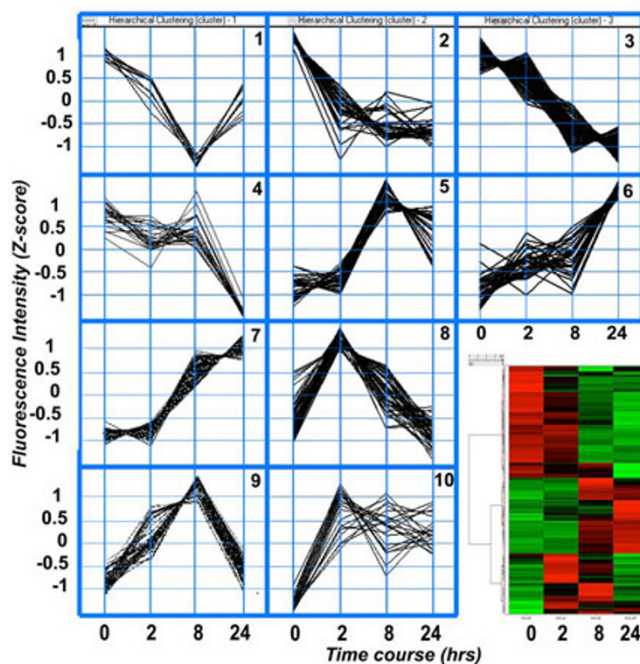 Hierarchical Clustering (cluster) - 1
Hierarchical Clustering (cluster) - 2
Hierarchical Clustering (cluster) - 3
1 2 3
1
0.5
0
-0.5
-1
4 5 6
1
0.5
0
-0.5
-1
0 2 8 24
7 8
1
0.5
0
-0.5
-1
9 10
1
0.5
0
-0.5
-1
0 2 8 24 0 2 8 24 0 2 8 24
Fluorescence Intensity (Z-score)
Time course (hrs)